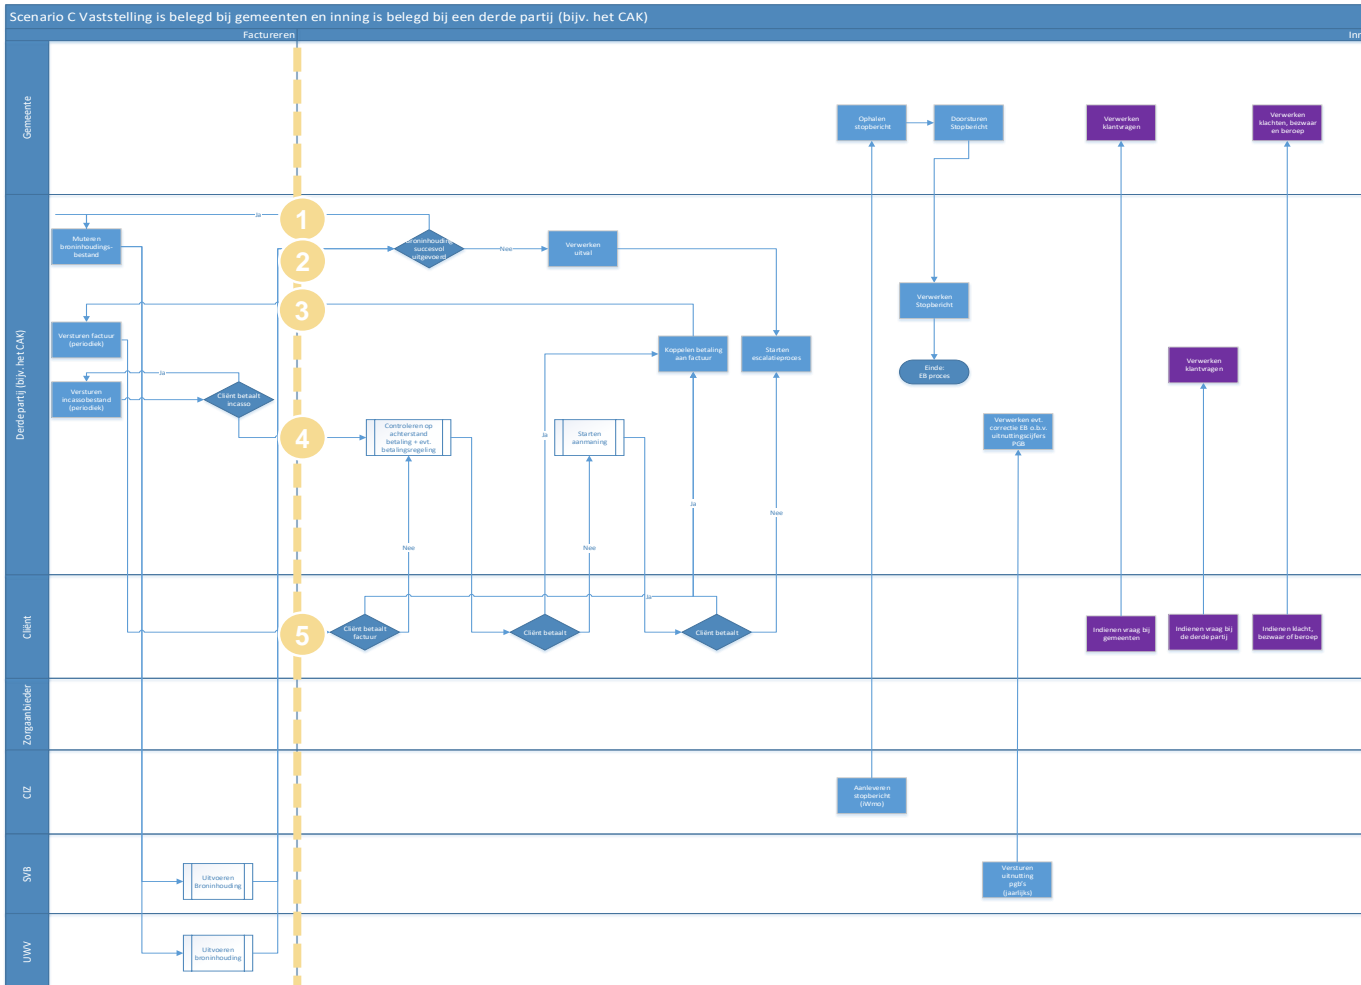 Scenario C Vaststelling is belegd bij gemeenten en inning is belegd bij een derde partij (bijv. het CAK)
Factureren
Inn
Gemeente
Ophalen
stopbericht
Doorsturen
Stopbericht
Verwerken
klantvragen
Verwerken
klachten, bezwaar
en beroep
Derde partij (bijv. het CAK)
Ja
1
Muteren
broninhoudings-
bestand
2
Broninhouding
succesvol
uitgevoerd
Nee
Verwerken
uitval
3
Verwerken
Stopbericht
Versturen factuur
(periodiek)
Koppelen betaling
aan factuur
Starten
escalatieproces
Einde:
EB proces
Verwerken
klantvragen
Ja
Versturen
incassobestand
(periodiek)
Cliënt betaalt
incasso
4
Controleren op
achterstand
betaling + evt.
betalingsregeling
Ja
Starten
aanmaning
Verwerken evt.
correctie EB o.b.v.
uitnuttingscijfers
PGB
Ja
Nee
Nee
Nee
Cliënt
Ja
5
Cliënt betaalt
factuur
Cliënt betaalt
Cliënt betaalt
Indienen vraag bij
gemeenten
Indienen vraag bij
de derde partij
Indienen klacht,
bezwaar of beroep
Zorgaanbieder
CIZ
Aanleveren
stopbericht
(iWmo)
SVB
Uitvoeren
Broninhouding
Versturen
uitnutting
pgb's
(jaarlijks)
UWV
Uitvoeren
broninhouding